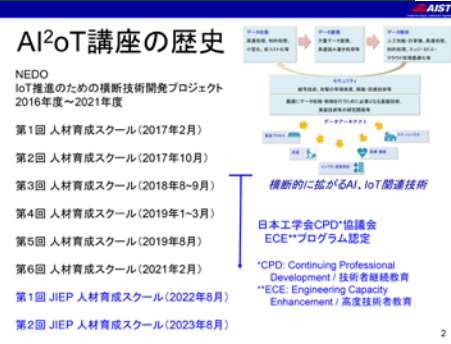 AIST
AI²oT講座の歴史
NEDO
IoT推進のための横断技術開発プロジェクト
2016年度~2021年度
第1回 人材育成スクール(2017年2月)
第2回 人材育成スクール(2017年10月)
第3回 人材育成スクール(2018年8~9月)
第4回 人材育成スクール(2019年1~3月)
第5回 人材育成スクール(2019年8月)
第6回 人材育成スクール(2021年2月)
第1回 JIEP 人材育成スクール(2022年8月)
第2回 JIEP 人材育成スクール(2023年8月)
データ収集
データ蓄積
データ解析
セキュリティ
データアーキテクト
横断的に拡がるAI、IoT関連技術
日本工学会CPD*協議会
ECE**プログラム認定
*CPD: Continuing Professional
Development / 技術者継続教育
**ECE: Engineering Capacity
Enhancement / 高度技術者教育
2